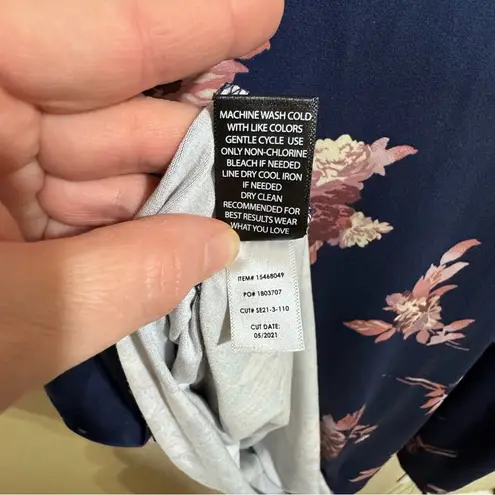 MACHINE WASH COLD
WITH LIKE COLORS
GENTLE CYCLE USE
ONLY NON-CHLORINE
BLEACH IF NEEDED
LINE DRY COOL IRON
IF NEEDED
DRY CLEAN
RECOMMENDED FOR
BEST RESULTS WEAR
WHAT YOU LOVE
ITEM# 15468049
PO# 1803707
CUT# SE21-3-110
CUT DATE:
05/2021